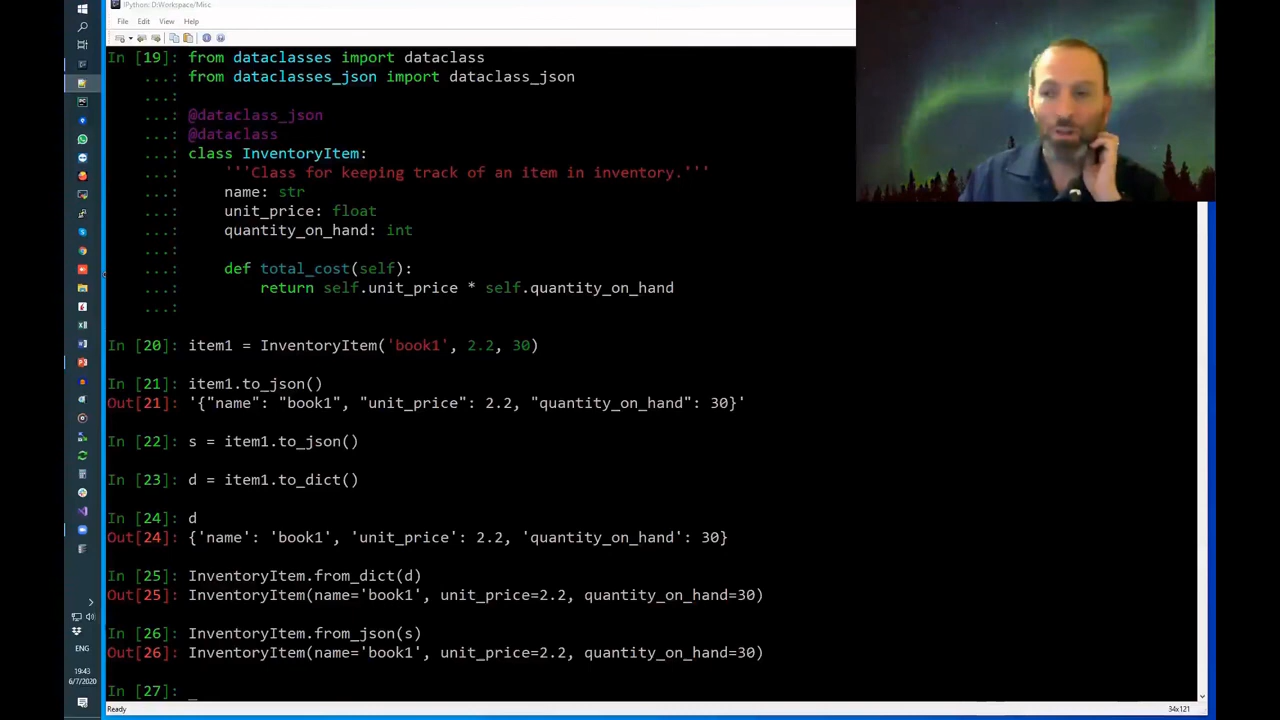 IPython: D:Workspace/Misc
File Edit View Help
In [19]: from dataclasses import dataclass
...: from dataclasses_json import dataclass_json
...:
...: @dataclass_json
...: @dataclass
...: class InventoryItem:
...: '''Class for keeping track of an item in inventory.'''
...: name: str
...: unit_price: float
...: quantity_on_hand: int
...:
...: def total_cost(self):
...: return self.unit_price * self.quantity_on_hand
...:
In [20]: item1 = InventoryItem('book1', 2.2, 30)
In [21]: item1.to_json()
Out[21]: '{"name": "book1", "unit_price": 2.2, "quantity_on_hand": 30}'
In [22]: s = item1.to_json()
In [23]: d = item1.to_dict()
In [24]: d
Out[24]: {'name': 'book1', 'unit_price': 2.2, 'quantity_on_hand': 30}
In [25]: InventoryItem.from_dict(d)
Out[25]: InventoryItem(name='book1', unit_price=2.2, quantity_on_hand=30)
In [26]: InventoryItem.from_json(s)
Out[26]: InventoryItem(name='book1', unit_price=2.2, quantity_on_hand=30)
In [27]: _
Ready 34x121
ENG
19:43
6/7/2020